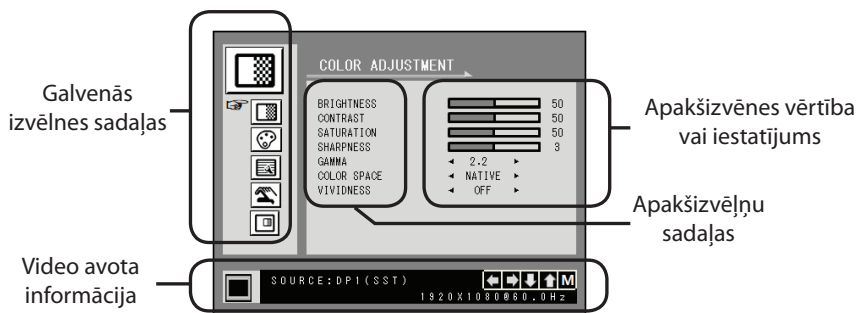 Galvenās
izvēlnes sadaļas
COLOR ADJUSTMENT
BRIGHTNESS 50
CONTRAST 50
SATURATION 50
SHARPNESS 3
GAMMA 2.2
COLOR SPACE NATIVE
VIVIDNESS OFF
Apakšizvēnes vērtība
vai iestatījums
Apakšizvēļņu
sadaļas
Video avota
informācija
SOURCE:DP1(SST)
M
1920X1080@60.0Hz